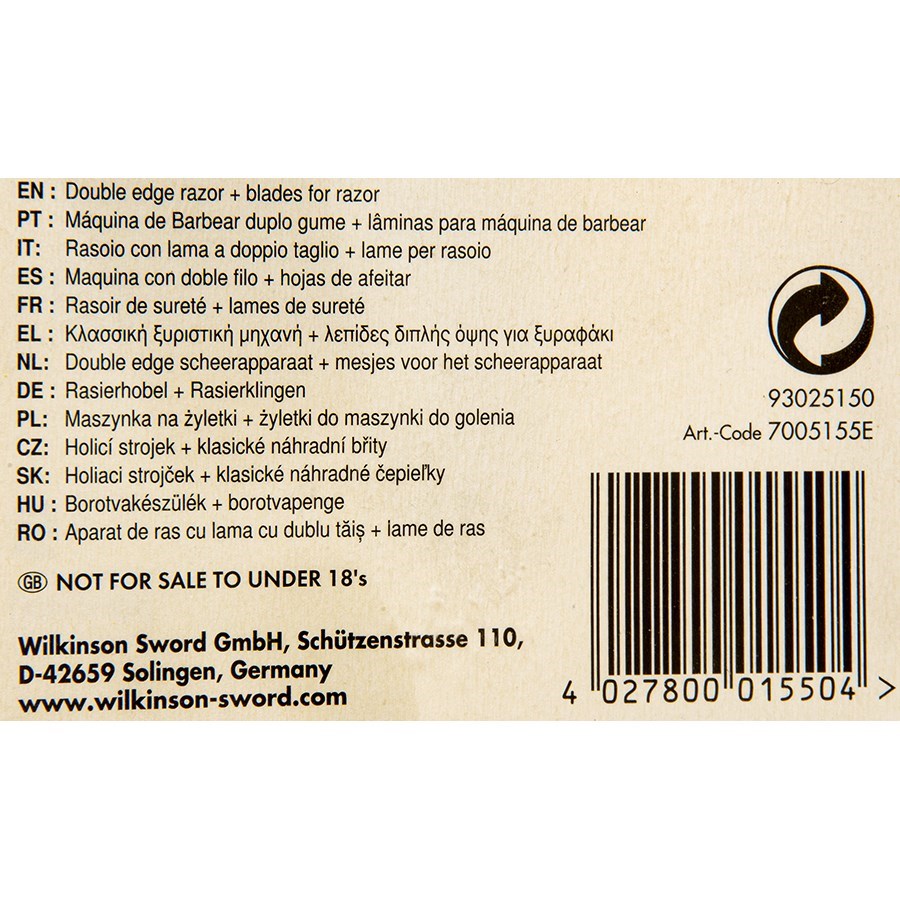 EN : Double edge razor + blades for razor
PT : Máquina de Barbear duplo gume + lâminas para máquina de barbear
IT: Rasoio con lama a doppio taglio + lame per rasoio
ES : Maquina con doble filo + hojas de afeitar
FR : Rasoir de sureté + lames de sureté
EL : Κλασσική ξυριστική μηχανή + λεπίδες διπλής όψης για ξυραφάκι
NL: Double edge scheerapparaat + mesjes voor het scheerapparaat
DE : Rasierhobel + Rasierklingen
PL: Maszynka na żyletki + żyletki do maszynki do golenia
CZ: Holicí strojek + klasické náhradní břity
SK: Holiaci strojček + klasické náhradné čepieľky
HU : Borotvakészülék + borotvapenge
RO : Aparat de ras cu lama cu dublu tăiș + lame de ras
GB NOT FOR SALE TO UNDER 18's
Wilkinson Sword GmbH, Schützenstrasse 110,
D-42659 Solingen, Germany
www.wilkinson-sword.com
93025150
Art.-Code 7005155E
4 027800 015504 >